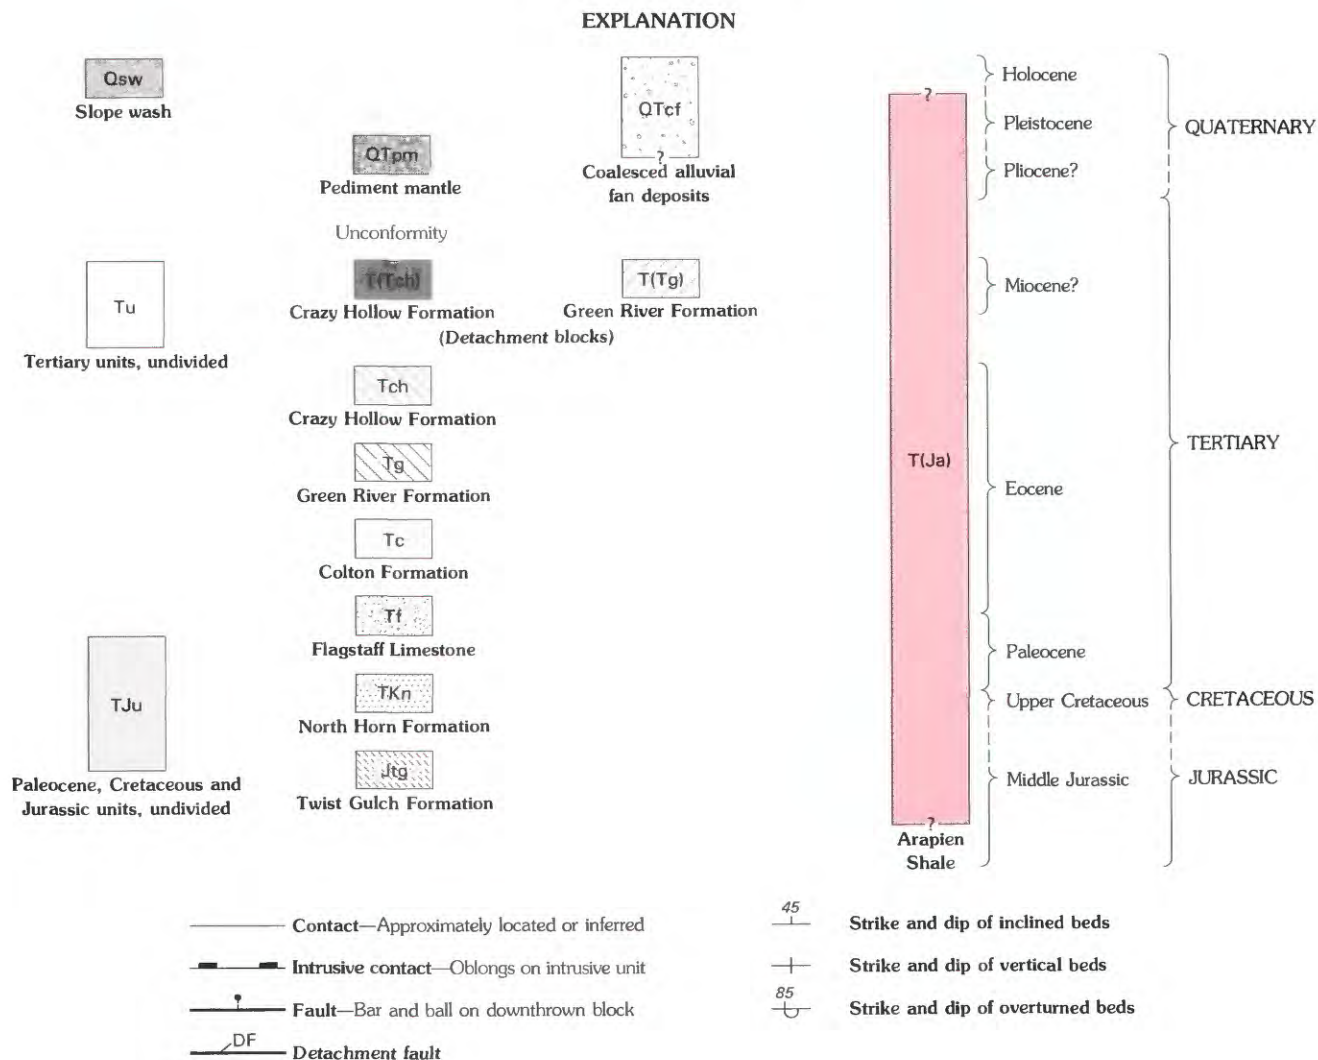 EXPLANATION
Qsw
Slope wash
QTpm
Pediment mantle
QTcf
?
Coalesced alluvial
fan deposits
Unconformity
Tu
Tertiary units, undivided
T(Tch)
Crazy Hollow Formation
T(Tg)
Green River Formation
(Detachment blocks)
Tch
Crazy Hollow Formation
Tg
Green River Formation
Tc
Colton Formation
Tf
Flagstaff Limestone
TKn
North Horn Formation
Jtg
Twist Gulch Formation
TJu
Paleocene, Cretaceous and
Jurassic units, undivided
?
T(Ja)
?
Arapien
Shale
Holocene
Pleistocene
Pliocene?
Miocene?
Eocene
Paleocene
Upper Cretaceous
Middle Jurassic
QUATERNARY
TERTIARY
CRETACEOUS
JURASSIC
Contact—Approximately located or inferred
Intrusive contact—Oblongs on intrusive unit
Fault—Bar and ball on downthrown block
DF
Detachment fault
45
Strike and dip of inclined beds
Strike and dip of vertical beds
85
Strike and dip of overturned beds